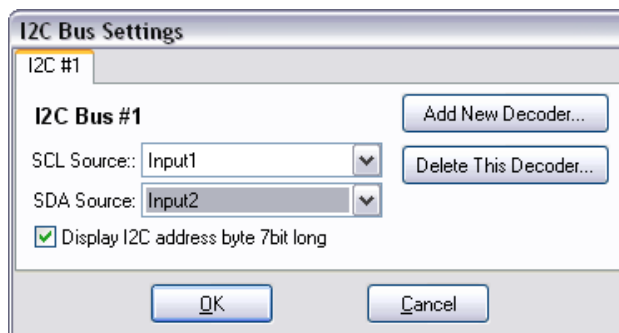 I2C Bus Settings
I2C #1
I2C Bus #1
Add New Decoder...
SCL Source:: Input1
Delete This Decoder...
SDA Source: Input2
Display I2C address byte 7bit long
OK
Cancel